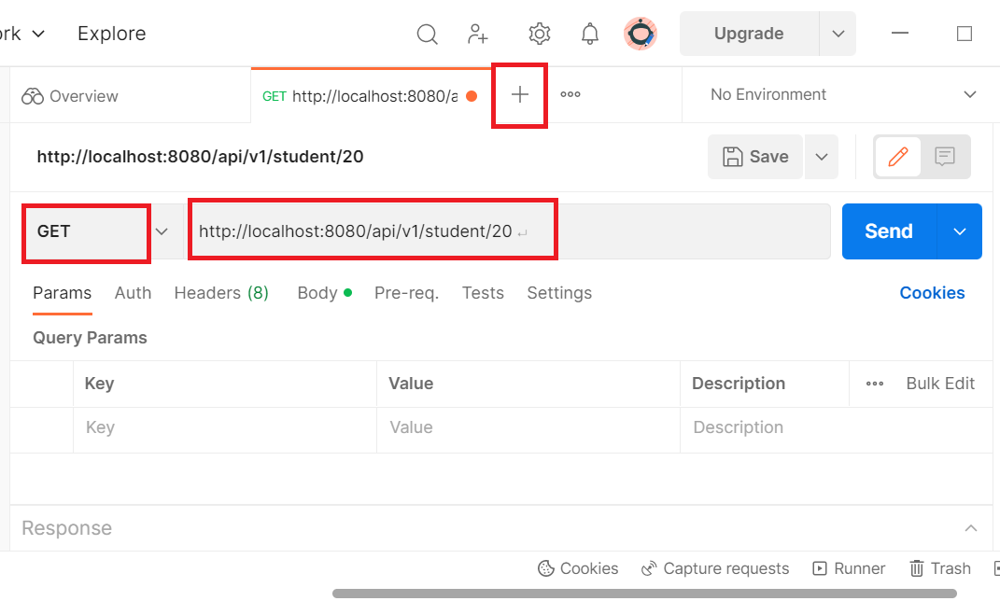 ork Explore Upgrade
Overview GET http://localhost:8080/a No Environment
http://localhost:8080/api/v1/student/20 Save
GET http://localhost:8080/api/v1/student/20 Send
Params Auth Headers (8) Body Pre-req. Tests Settings Cookies
Query Params
Key Value Description Bulk Edit
Key Value Description
Response
Cookies Capture requests Runner Trash